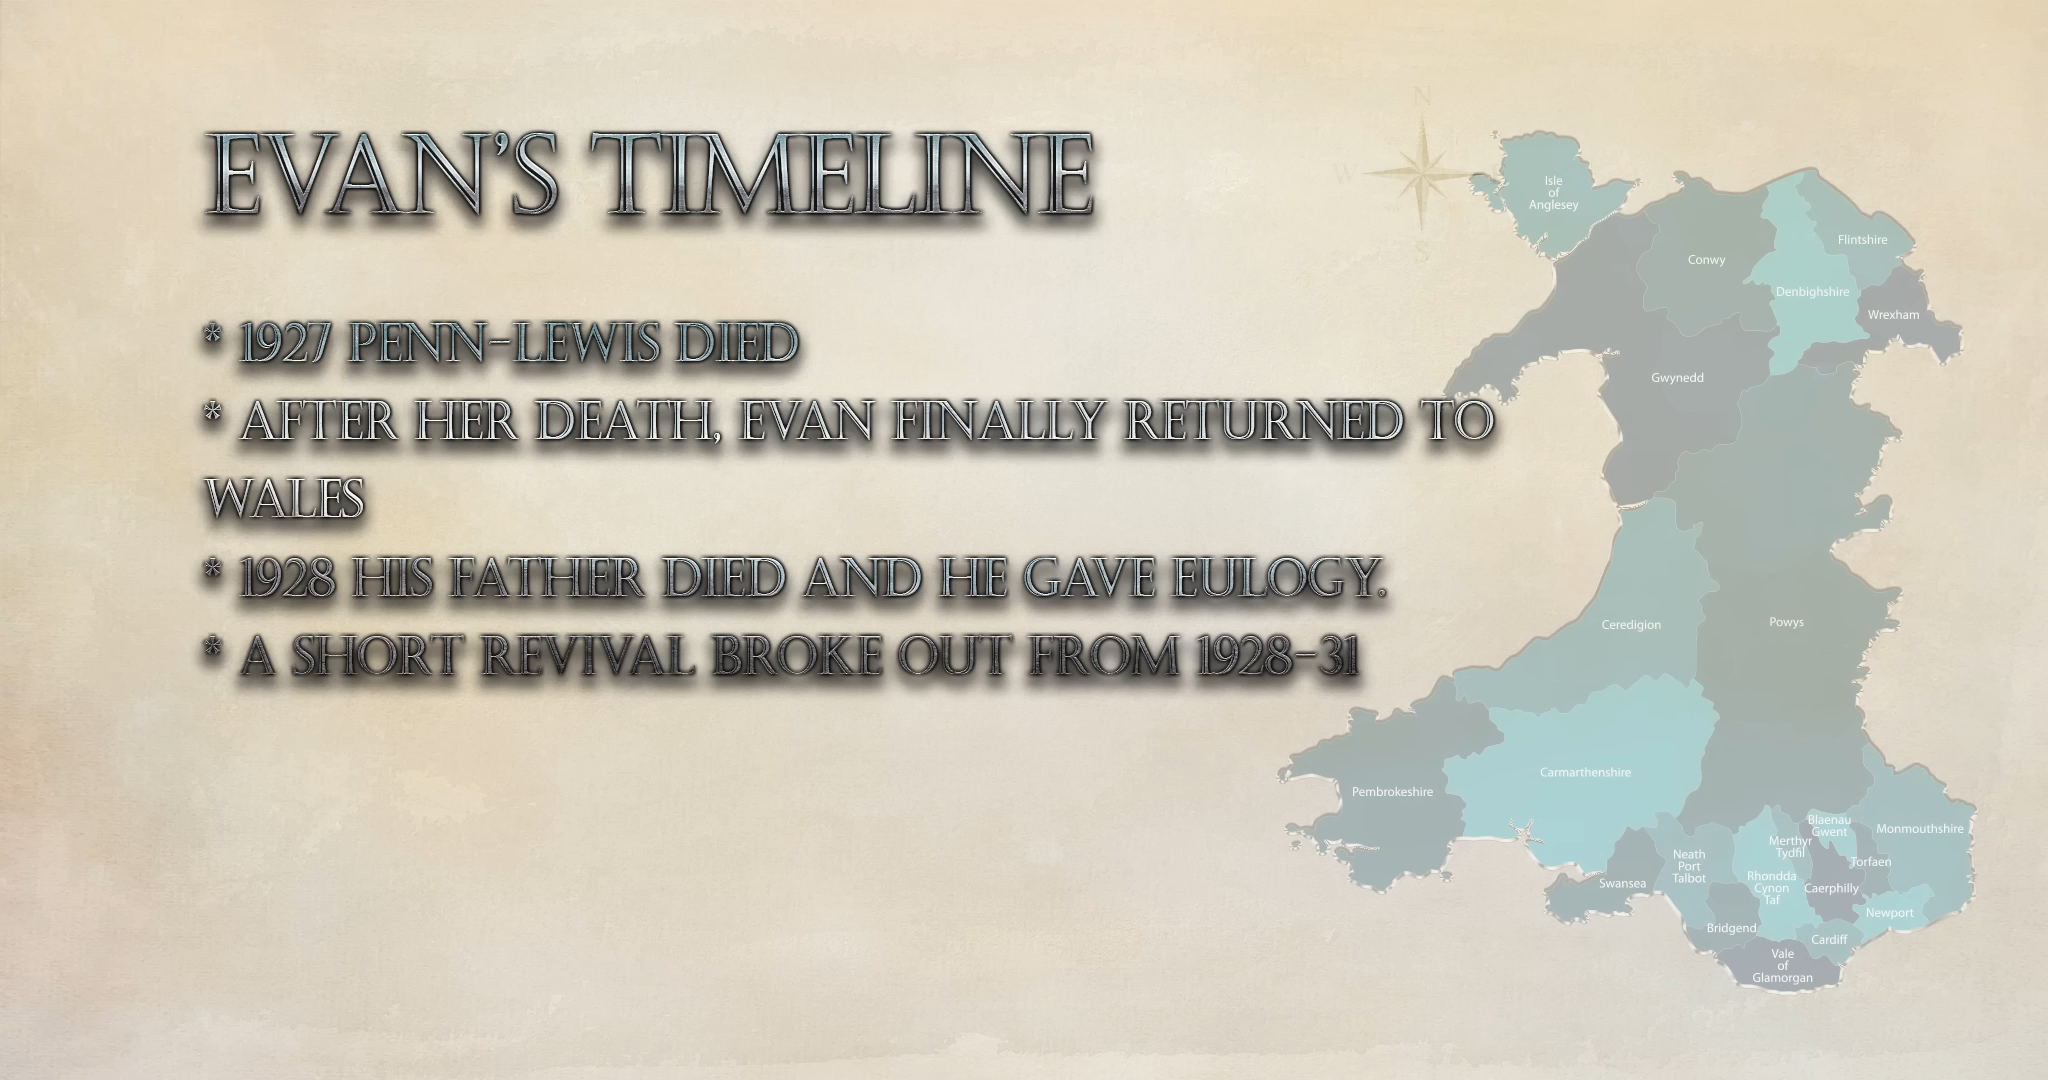 EVAN'S TIMELINE
* 1927 PENN-LEWIS DIED
* AFTER HER DEATH, EVAN FINALLY RETURNED TO
WALES
* 1928 HIS FATHER DIED AND HE GAVE EULOGY.
* A SHORT REVIVAL BROKE OUT FROM 1928-31
N
W
S
Isle
of
Anglesey
Flintshire
Conwy
Denbighshire
Wrexham
Gwynedd
Ceredigion
Powys
Carmarthenshire
Pembrokeshire
Blaenau
Gwent
Monmouthshire
Merthyr
Tydfil
Torfaen
Neath
Port
Talbot
Rhondda
Cynon
Taf
Caerphilly
Swansea
Newport
Bridgend
Cardiff
Vale
of
Glamorgan